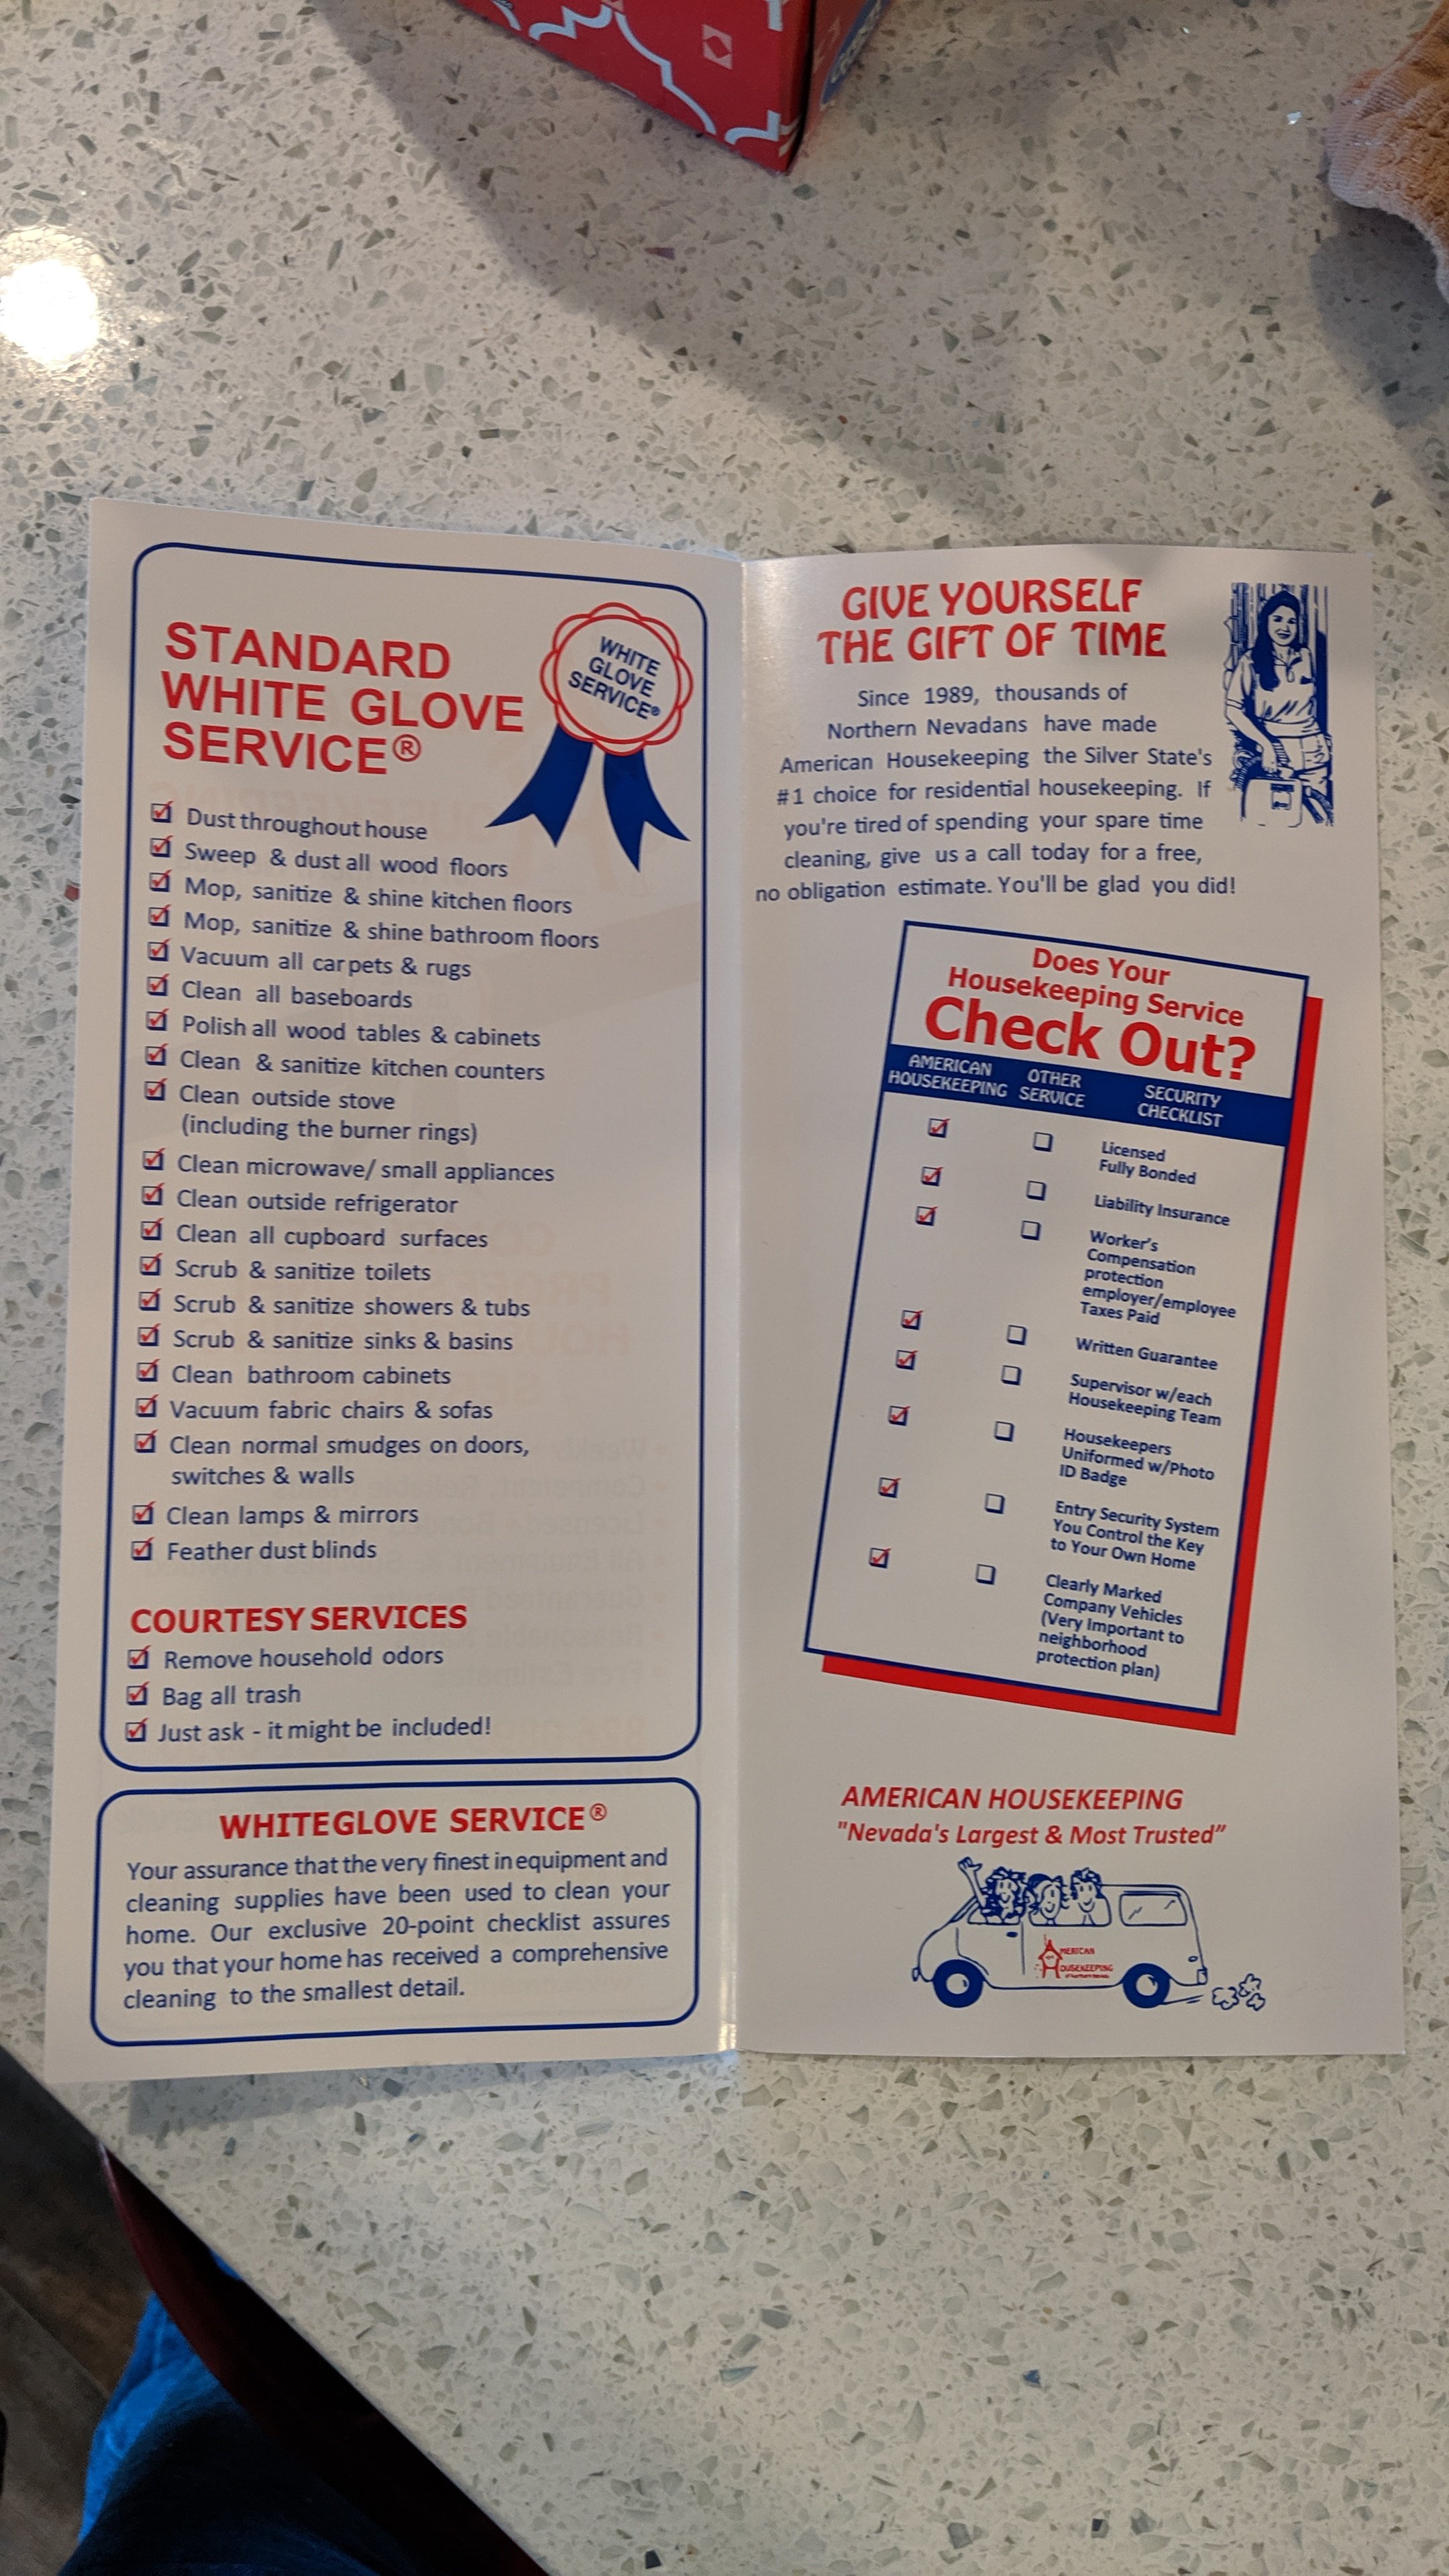 STANDARD
WHITE GLOVE
SERVICE®
WHITE
GLOVE
SERVICE®
Dust throughout house
Sweep & dust all wood floors
Mop, sanitize & shine kitchen floors
Mop, sanitize & shine bathroom floors
Vacuum all carpets & rugs
Clean all baseboards
Polish all wood tables & cabinets
Clean & sanitize kitchen counters
Clean outside stove
(including the burner rings)
Clean microwave/ small appliances
Clean outside refrigerator
Clean all cupboard surfaces
Scrub & sanitize toilets
Scrub & sanitize showers & tubs
Scrub & sanitize sinks & basins
Clean bathroom cabinets
Vacuum fabric chairs & sofas
Clean normal smudges on doors,
switches & walls
Clean lamps & mirrors
Feather dust blinds
COURTESY SERVICES
Remove household odors
Bag all trash
Just ask - it might be included!
WHITEGLOVE SERVICE®
Your assurance that the very finest in equipment and
cleaning supplies have been used to clean your
home. Our exclusive 20-point checklist assures
you that your home has received a comprehensive
cleaning to the smallest detail.
GIVE YOURSELF
THE GIFT OF TIME
Since 1989, thousands of
Northern Nevadans have made
American Housekeeping the Silver State's
#1 choice for residential housekeeping. If
you're tired of spending your spare time
cleaning, give us a call today for a free,
no obligation estimate. You'll be glad you did!
Does Your
Housekeeping Service
Check Out?
AMERICAN HOUSEKEEPING
OTHER SERVICE
SECURITY CHECKLIST
Licensed
Fully Bonded
Liability Insurance
Worker's
Compensation
protection
employer/employee
Taxes Paid
Written Guarantee
Supervisor w/each
Housekeeping Team
Housekeepers
Uniformed w/Photo
ID Badge
Entry Security System
You Control the Key
to Your Own Home
Clearly Marked
Company Vehicles
(Very Important to
neighborhood
protection plan)
AMERICAN HOUSEKEEPING
"Nevada's Largest & Most Trusted”
AMERICAN
HOUSEKEEPING